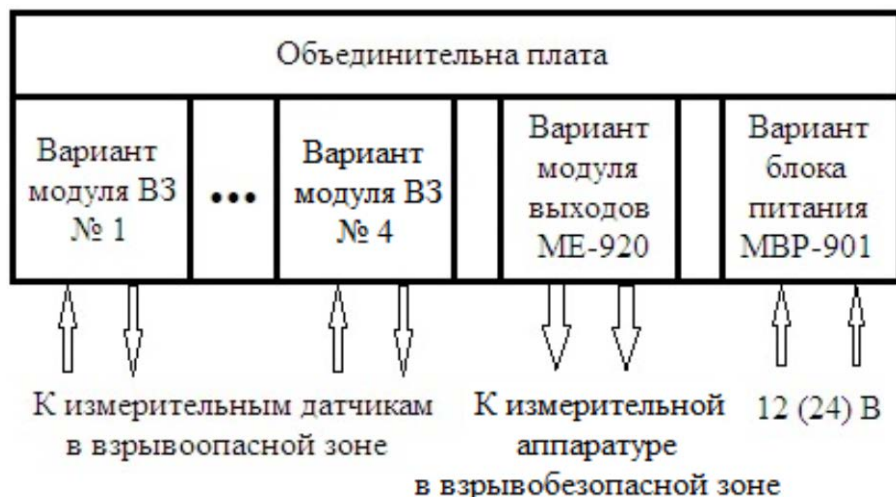 Объединительна плата
Вариант
модуля ВЗ
№ 1
•••
Вариант
модуля ВЗ
№ 4
Вариант
модуля
выходов
МЕ-920
Вариант
блока
питания
МВР-901
К измерительным датчикам
в взрывоопасной зоне
К измерительной
аппаратуре
в взрывобезопасной зоне
12 (24) В